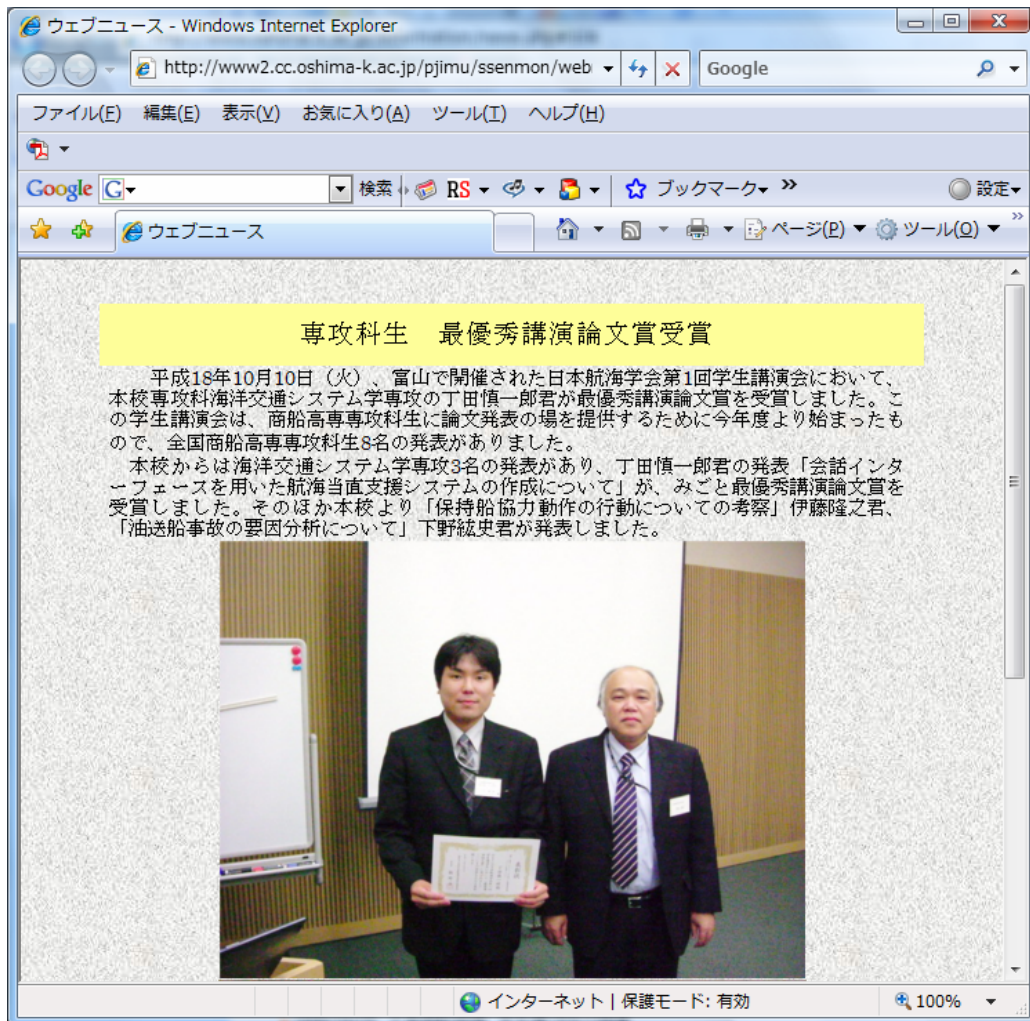 ウェブニュース - Windows Internet Explorer
http://www2.cc.oshima-k.ac.jp/pjimu/ssenmon/web
Google
ファイル(F) 編集(E) 表示(V) お気に入り(A) ツール(T) ヘルプ(H)
Google G 検索 RS ブックマーク 設定
ウェブニュース ページ(P) ツール(O)
専攻科生 最優秀講演論文賞受賞
平成18年10月10日（火）、富山で開催された日本航海学会第1回学生講演会において、
本校専攻科海洋交通システム学専攻の丁田慎一郎君が最優秀講演論文賞を受賞しました。こ
の学生講演会は、商船高専専攻科生に論文発表の場を提供するために今年度より始まったも
ので、全国商船高専専攻科生8名の発表がありました。
本校からは海洋交通システム学専攻3名の発表があり、丁田慎一郎君の発表「会話インタ
ーフェースを用いた航海当直支援システムの作成について」が、みごと最優秀講演論文賞を
受賞しました。そのほか本校より「保持船協力動作の行動についての考察」伊藤隆之君、
「油送船事故の要因分析について」下野紘史君が発表しました。
インターネット | 保護モード: 有効 100%